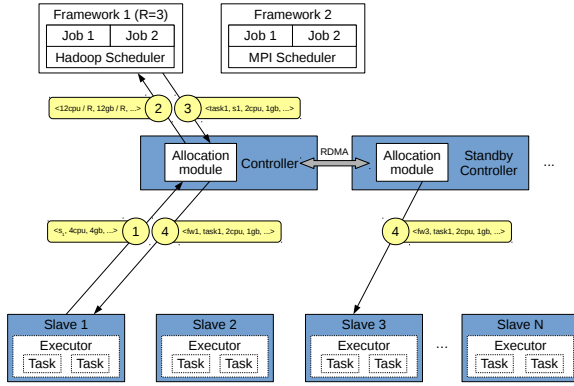 Framework 1 (R=3)
Framework 2
Job 1 Job 2
Job 1 Job 2
Hadoop Scheduler
MPI Scheduler
<12cpu / R, 12gb / R, ...> 2
3 <task1, s1, 2cpu, 1gb, ...>
Allocation module
Controller
RDMA
Allocation module
Standby Controller
...
<s1, 4cpu, 4gb, ...> 1
4 <fw1, task1, 2cpu, 1gb, ...>
4 <fw3, task1, 2cpu, 1gb, ...>
Slave 1
Slave 2
Slave 3
Slave N
Executor
Executor
Executor
...
Executor
Task Task
Task Task
Task Task
Task Task